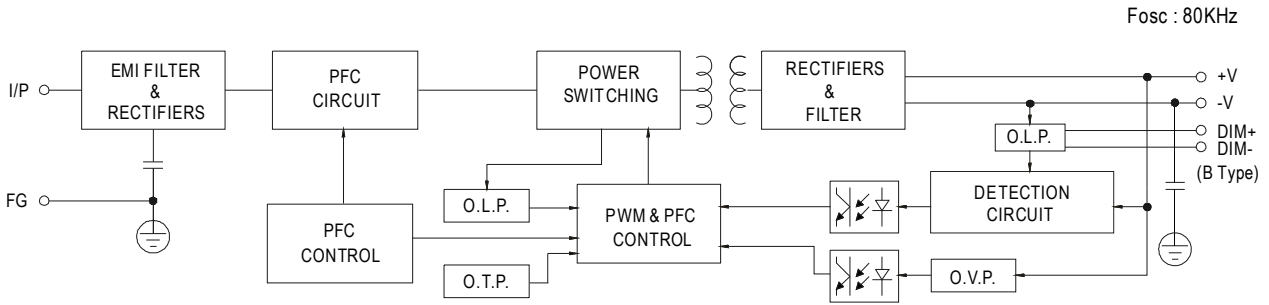 Fosc : 80KHz
I/P
EMI FILTER
&
RECTIFIERS
PFC
CIRCUIT
POWER
SWITCHING
RECTIFIERS
&
FILTER
+V
-V
DIM+
DIM-
(B Type)
O.L.P.
FG
O.L.P.
PFC
CONTROL
PWM & PFC
CONTROL
DETECTION
CIRCUIT
O.T.P.
O.V.P.